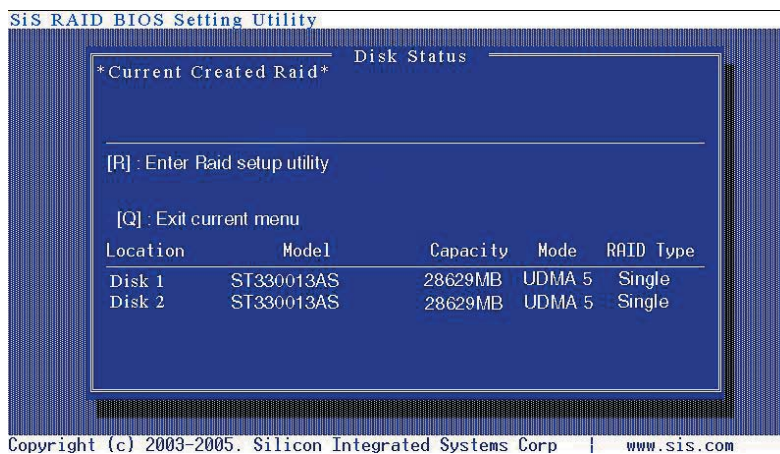 SiS RAID BIOS Setting Utility
Disk Status
*Current Created Raid*
[R] : Enter Raid setup utility
[Q] : Exit current menu
Location Model Capacity Mode RAID Type
Disk 1 ST330013AS 28629MB UDMA 5 Single
Disk 2 ST330013AS 28629MB UDMA 5 Single
Copyright (c) 2003-2005. Silicon Integrated Systems Corp | www.sis.com